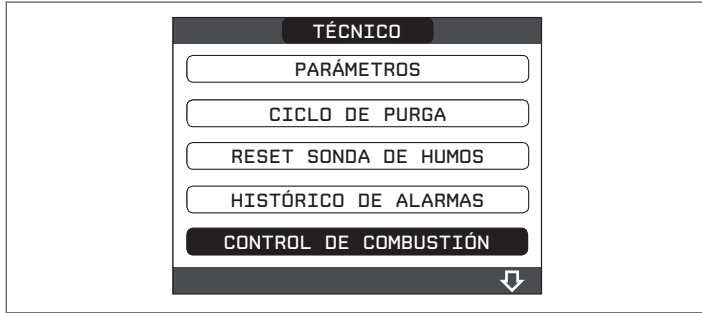 TÉCNICO
PARÁMETROS
CICLO DE PURGA
RESET SONDA DE HUMOS
HISTÓRICO DE ALARMAS
CONTROL DE COMBUSTIÓN